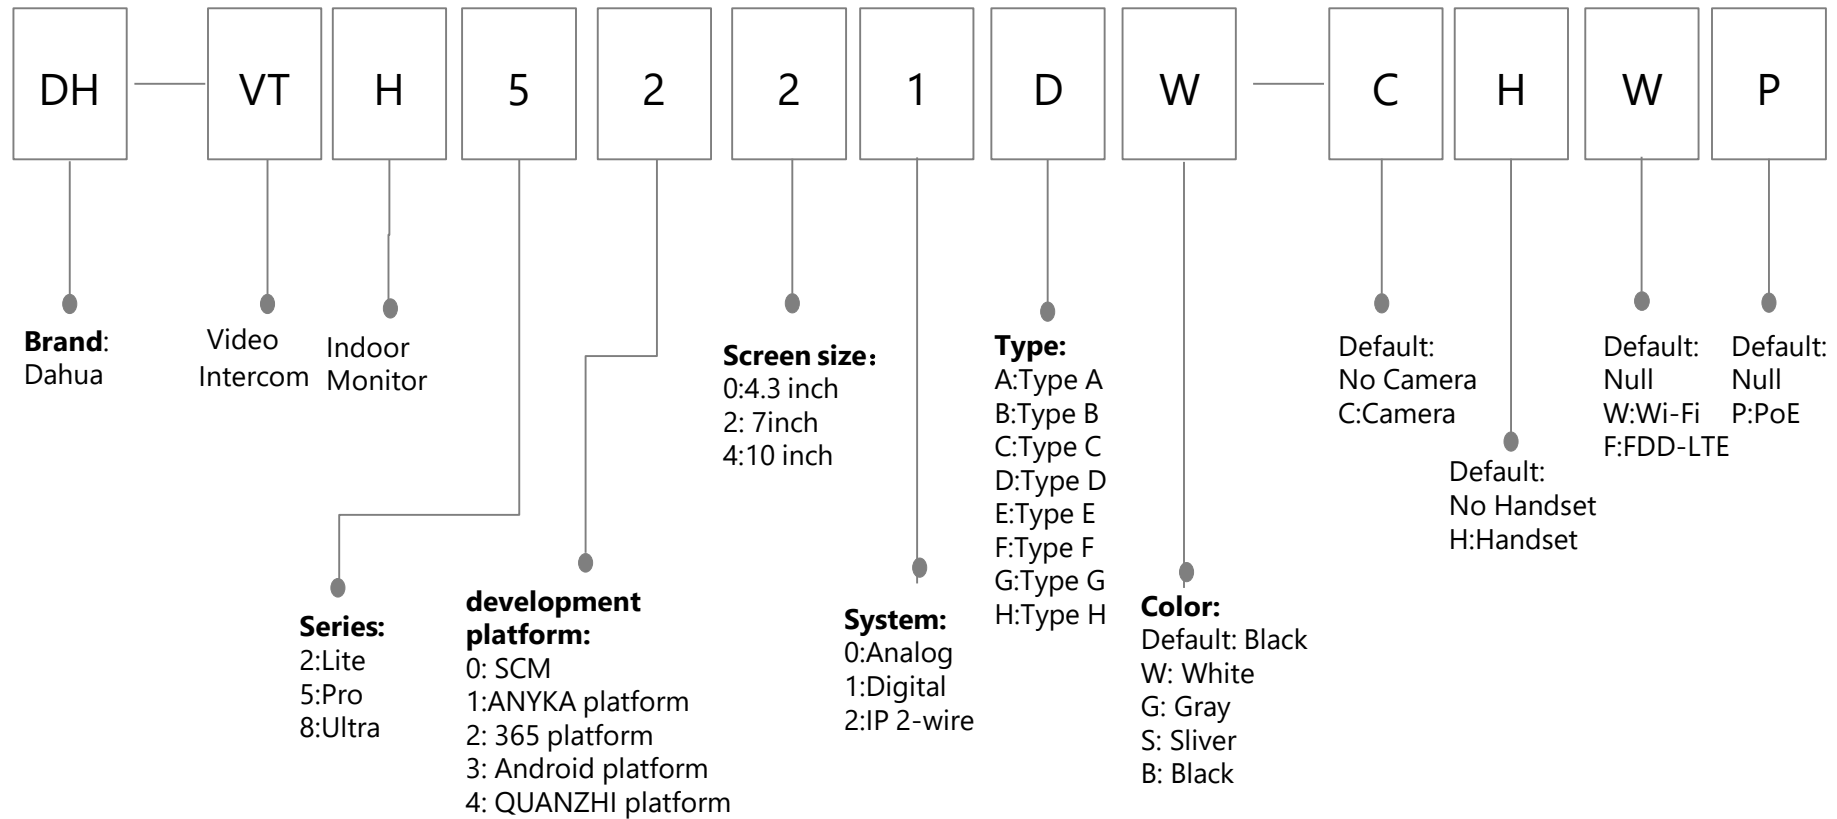 DH VT H 5 2 2 1 D W C H W P
Brand:
Dahua
Video
Intercom
Indoor
Monitor
Series:
2:Lite
5:Pro
8:Ultra
development
platform:
0: SCM
1:ANYKA platform
2: 365 platform
3: Android platform
4: QUANZHI platform
Screen size：
0:4.3 inch
2: 7inch
4:10 inch
System:
0:Analog
1:Digital
2:IP 2-wire
Type:
A:Type A
B:Type B
C:Type C
D:Type D
E:Type E
F:Type F
G:Type G
H:Type H
Color:
Default: Black
W: White
G: Gray
S: Sliver
B: Black
Default:
No Camera
C:Camera
Default:
No Handset
H:Handset
Default:
Null
W:Wi-Fi
F:FDD-LTE
Default:
Null
P:PoE